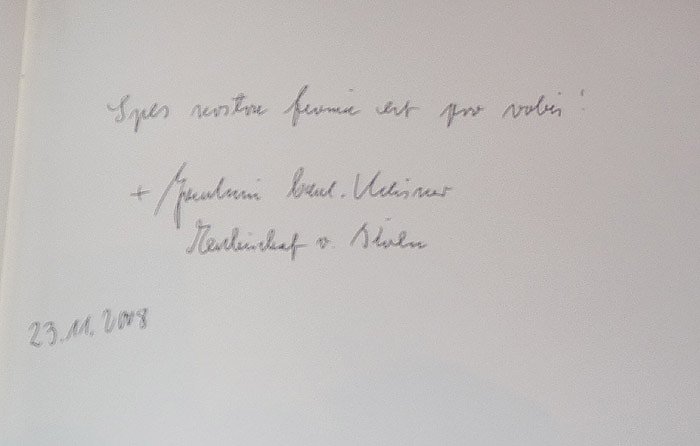 Spes nostra firma est pro vobis!
+ Joachim Card. Meisner
Erzbischof v. Köln
23.11.2008